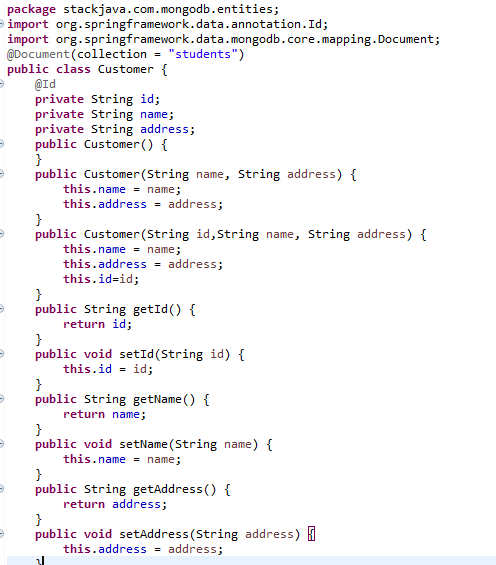 package stackjava.com.mongodb.entities;
import org.springframework.data.annotation.Id;
import org.springframework.data.mongodb.core.mapping.Document;
@Document(collection = "students")
public class Customer {
    @Id
    private String id;
    private String name;
    private String address;
    public Customer() {
    }
    public Customer(String name, String address) {
        this.name = name;
        this.address = address;
    }
    public Customer(String id,String name, String address) {
        this.name = name;
        this.address = address;
        this.id=id;
    }
    public String getId() {
        return id;
    }
    public void setId(String id) {
        this.id = id;
    }
    public String getName() {
        return name;
    }
    public void setName(String name) {
        this.name = name;
    }
    public String getAddress() {
        return address;
    }
    public void setAddress(String address) {
        this.address = address;
    }